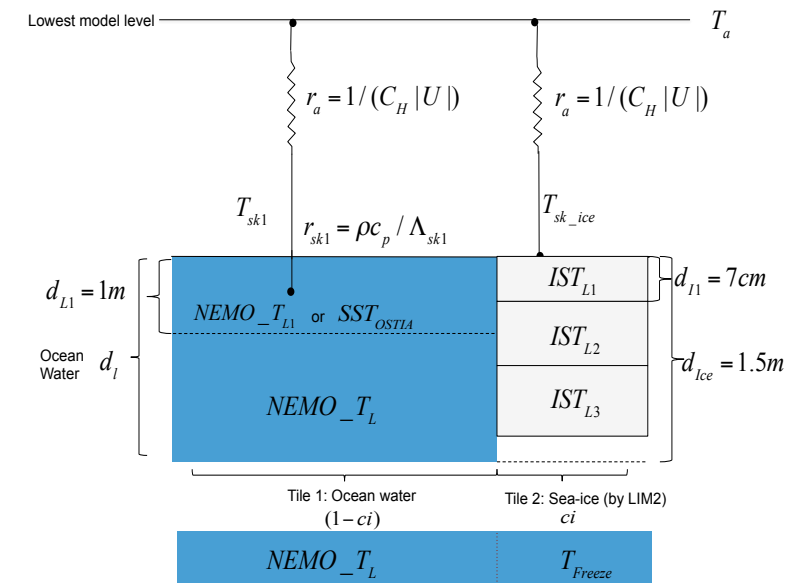 Lowest model level
T_a
r_a = 1 / (C_H | U |)
r_a = 1 / (C_H | U |)
T_sk1
T_sk_ice
r_sk1 = ρc_p / Λ_sk1
d_L1 = 1m
IST_L1
d_I1 = 7cm
NEMO_T_L1 or SST_OSTIA
IST_L2
Ocean
Water
d_l
d_Ice = 1.5m
NEMO_T_L
IST_L3
Tile 1: Ocean water
(1−ci)
Tile 2: Sea-ice (by LIM2)
ci
NEMO_T_L
T_Freeze